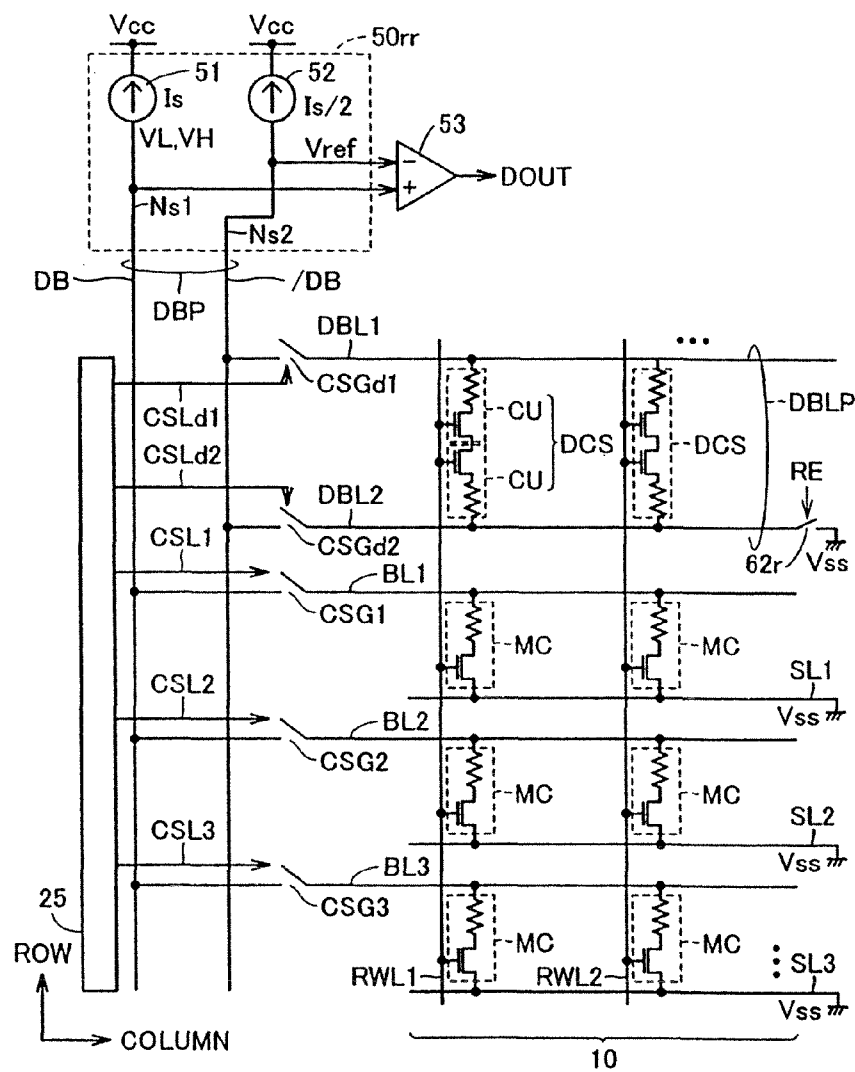 Vcc Vcc
50rr
51 52
Is Is/2
VL,VH
53
Vref
− DOUT
+
Ns1
Ns2
DB /DB
DBP
DBL1
•••
CSGd1
CSLd1
CU DCS DCS DBLP
CSLd2
CU
RE
DBL2
CSL1
CSGd2
62r Vss
BL1
CSG1
MC MC
CSL2
SL1
Vss
BL2
CSG2
MC MC
CSL3
SL2
Vss
BL3
25
CSG3
MC MC
ROW
RWL1 RWL2 SL3
Vss
COLUMN
10